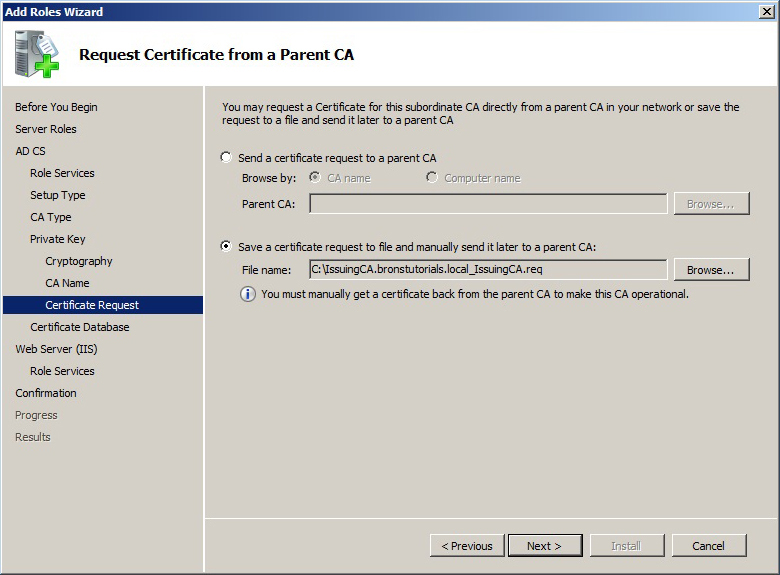 Add Roles Wizard
Request Certificate from a Parent CA
Before You Begin
Server Roles
AD CS
Role Services
Setup Type
CA Type
Private Key
Cryptography
CA Name
Certificate Request
Certificate Database
Web Server (IIS)
Role Services
Confirmation
Progress
Results
You may request a Certificate for this subordinate CA directly from a parent CA in your network or save the
request to a file and send it later to a parent CA
Send a certificate request to a parent CA
Browse by: CA name Computer name
Parent CA: Browse...
Save a certificate request to file and manually send it later to a parent CA:
File name: C:\IssuingCA.bronstutorials.local_IssuingCA.req Browse...
You must manually get a certificate back from the parent CA to make this CA operational.
< Previous Next > Install Cancel